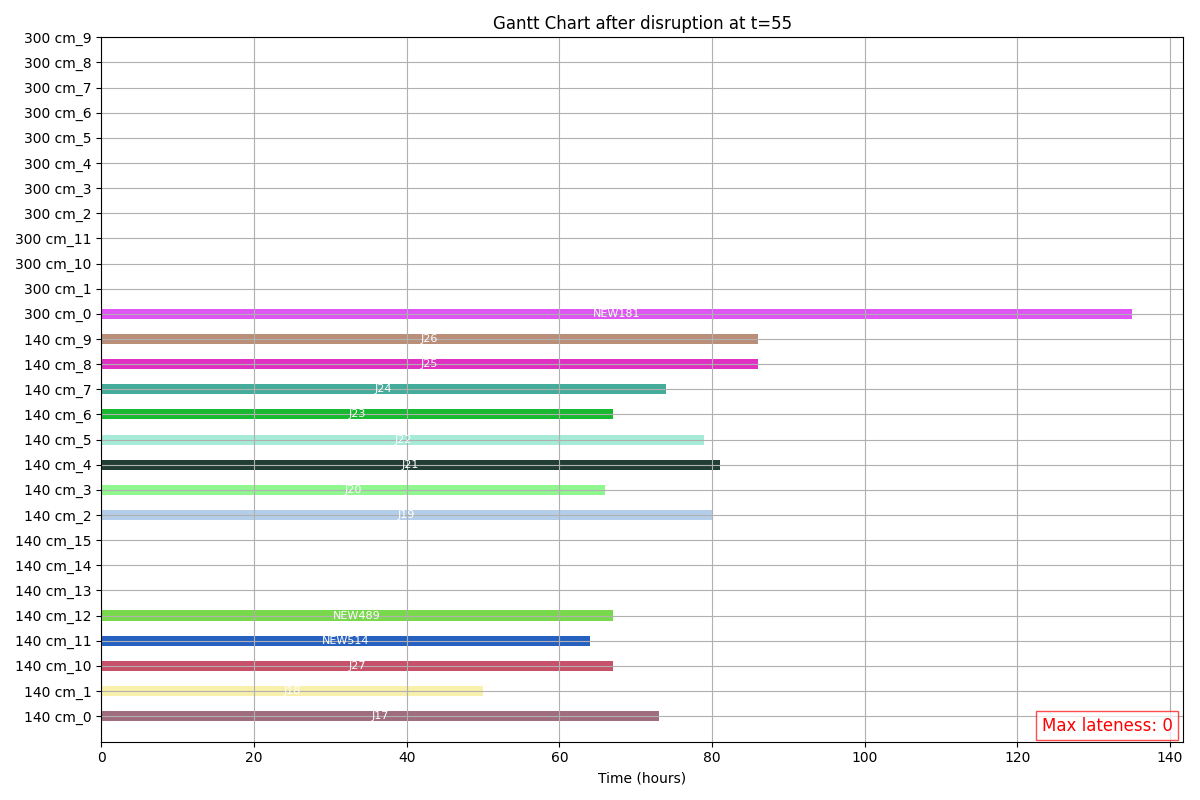 Gantt Chart after disruption at t=55
300 cm_9
300 cm_8
300 cm_7
300 cm_6
300 cm_5
300 cm_4
300 cm_3
300 cm_2
300 cm_11
300 cm_10
300 cm_1
300 cm_0 NEW181
140 cm_9 J26
140 cm_8 J25
140 cm_7 J24
140 cm_6 J23
140 cm_5 J22
140 cm_4 J21
140 cm_3 J20
140 cm_2 J19
140 cm_15
140 cm_14
140 cm_13
140 cm_12 NEW489
140 cm_11 NEW514
140 cm_10 J27
140 cm_1 J18
140 cm_0 J17
Max lateness: 0
0 20 40 60 80 100 120 140
Time (hours)